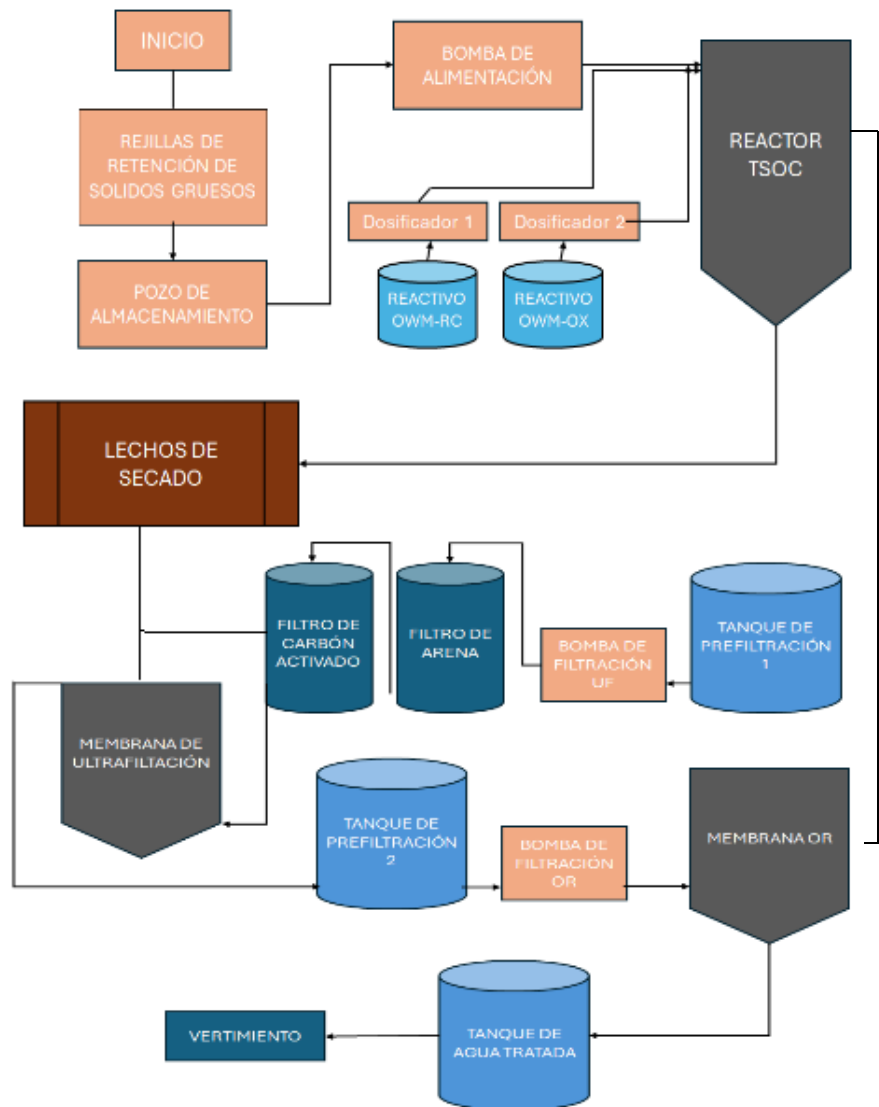 INICIO
BOMBA DE
ALIMENTACIÓN
REACTOR
TSOC
REJILLAS DE
RETENCIÓN DE
SOLIDOS GRUESOS
Dosificador 1
Dosificador 2
POZO DE
ALMACENAMIENTO
REACTIVO
OWM-RC
REACTIVO
OWM-OX
LECHOS DE
SECADO
FILTRO DE
CARBÓN
ACTIVADO
FILTRO DE
ARENA
BOMBA DE
FILTRACIÓN
UF
TANQUE DE
PREFILTRACIÓN
1
MEMBRANA DE
ULTRAFILTACIÓN
TANQUE DE
PREFILTRACIÓN
2
BOMBA DE
FILTRACIÓN
OR
MEMBRANA OR
VERTIMIENTO
TANQUE DE
AGUA TRATADA